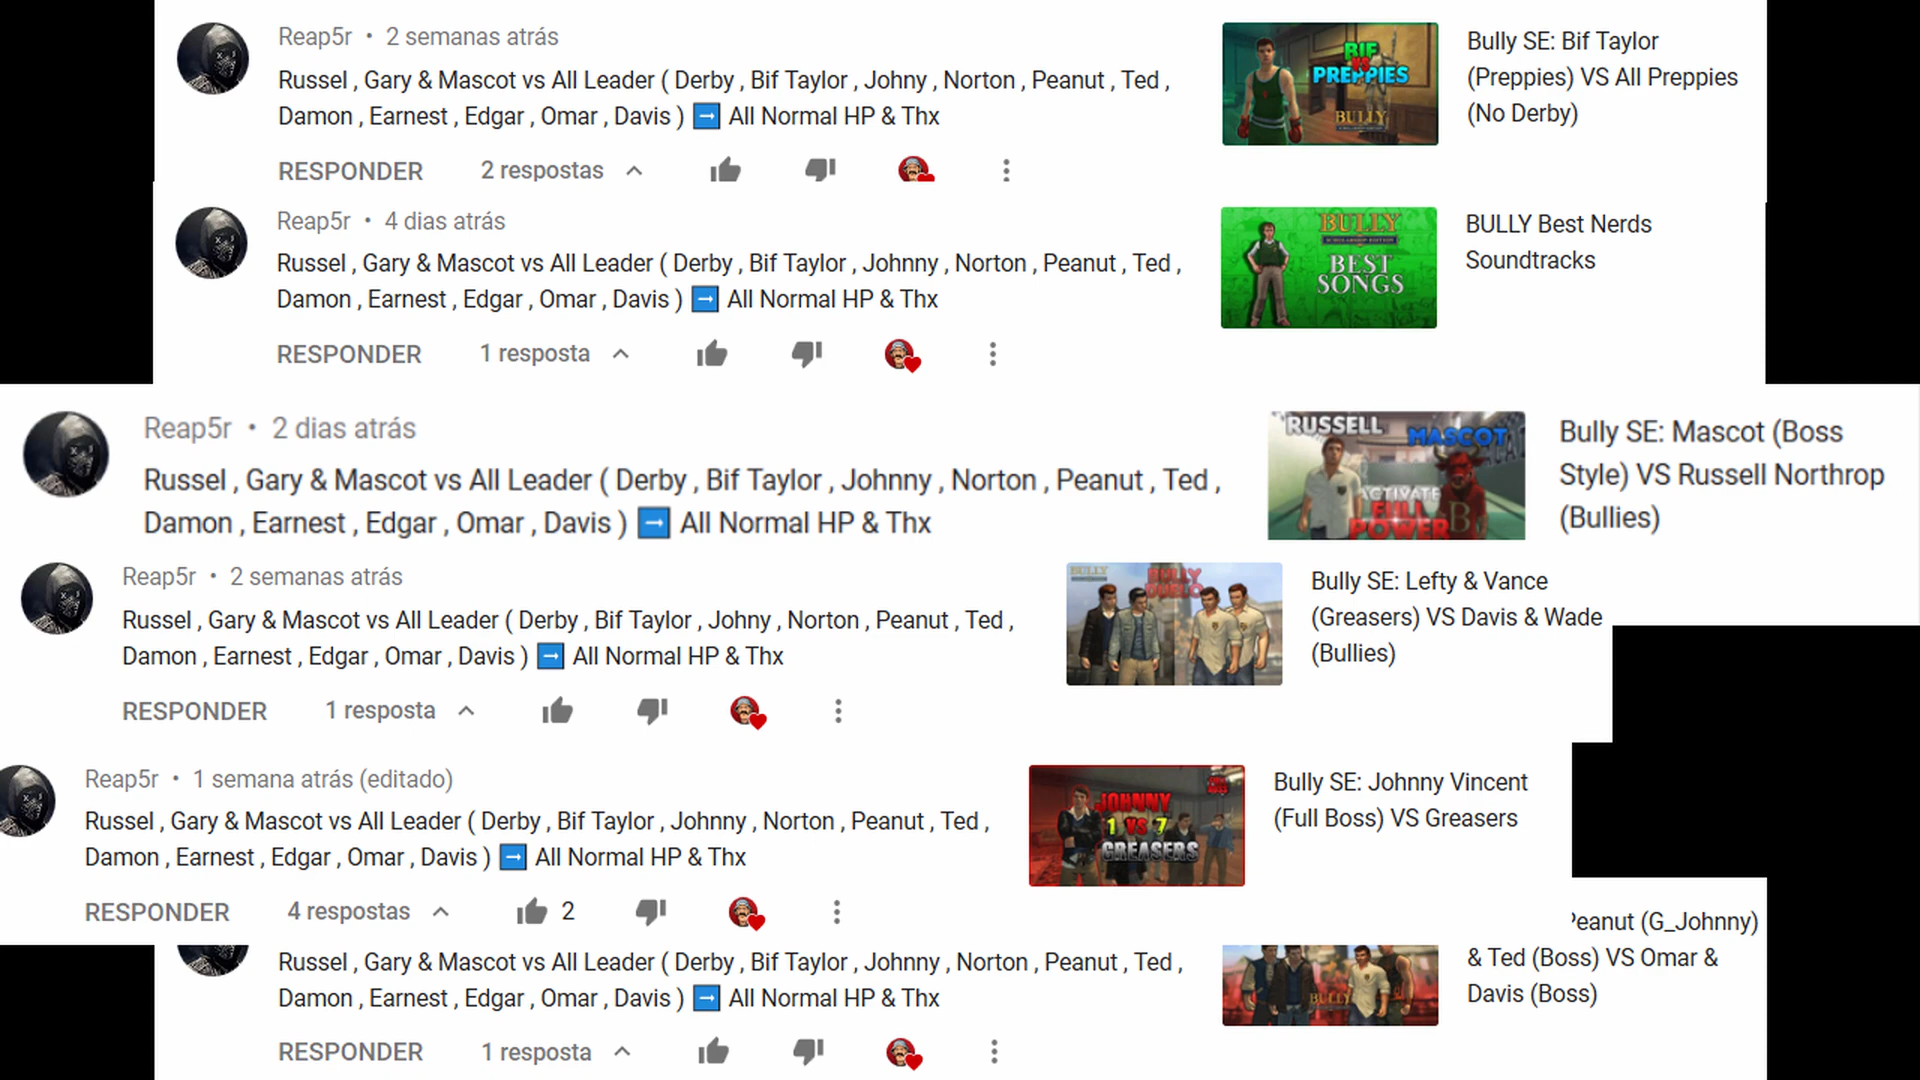 Reap5r • 2 semanas atrás
Russel , Gary & Mascot vs All Leader ( Derby , Bif Taylor , Johny , Norton , Peanut , Ted ,
Damon , Earnest , Edgar , Omar , Davis ) ➡ All Normal HP & Thx
RESPONDER 2 respostas
BIF
VS
PREPPIES
BULLY
Bully SE: Bif Taylor
(Preppies) VS All Preppies
(No Derby)
Reap5r • 4 dias atrás
Russel , Gary & Mascot vs All Leader ( Derby , Bif Taylor , Johnny , Norton , Peanut , Ted ,
Damon , Earnest , Edgar , Omar , Davis ) ➡ All Normal HP & Thx
RESPONDER 1 resposta
BULLY
SCHOLARSHIP EDITION
BEST
SONGS
BULLY Best Nerds
Soundtracks
Reap5r • 2 dias atrás
Russel , Gary & Mascot vs All Leader ( Derby , Bif Taylor , Johnny , Norton , Peanut , Ted ,
Damon , Earnest , Edgar , Omar , Davis ) ➡ All Normal HP & Thx
RUSSELL
MASCOT
ACTIVATE
FULL
POWER
Bully SE: Mascot (Boss
Style) VS Russell Northrop
(Bullies)
Reap5r • 2 semanas atrás
Russel , Gary & Mascot vs All Leader ( Derby , Bif Taylor , Johny , Norton , Peanut , Ted ,
Damon , Earnest , Edgar , Omar , Davis ) ➡ All Normal HP & Thx
RESPONDER 1 resposta
BULLY
BULLY
DUELO
Bully SE: Lefty & Vance
(Greasers) VS Davis & Wade
(Bullies)
Reap5r • 1 semana atrás (editado)
Russel , Gary & Mascot vs All Leader ( Derby , Bif Taylor , Johnny , Norton , Peanut , Ted ,
Damon , Earnest , Edgar , Omar , Davis ) ➡ All Normal HP & Thx
RESPONDER 4 respostas 2
JOHNNY
1 VS 7
GREASERS
Bully SE: Johnny Vincent
(Full Boss) VS Greasers
Russel , Gary & Mascot vs All Leader ( Derby , Bif Taylor , Johnny , Norton , Peanut , Ted ,
Damon , Earnest , Edgar , Omar , Davis ) ➡ All Normal HP & Thx
RESPONDER 1 resposta
BULLY
Peanut (G_Johnny)
& Ted (Boss) VS Omar &
Davis (Boss)